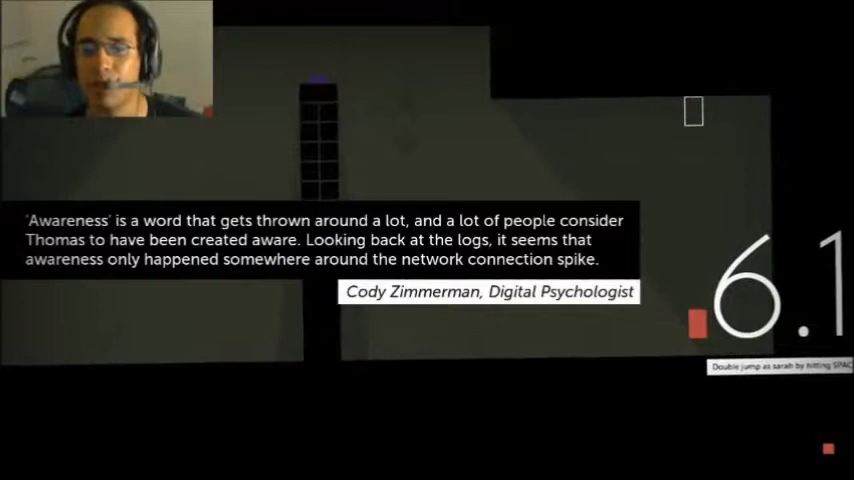 'Awareness' is a word that gets thrown around a lot, and a lot of people consider
Thomas to have been created aware. Looking back at the logs, it seems that
awareness only happened somewhere around the network connection spike.
Cody Zimmerman, Digital Psychologist
6.1
Double jump as sarah by hitting SPAC